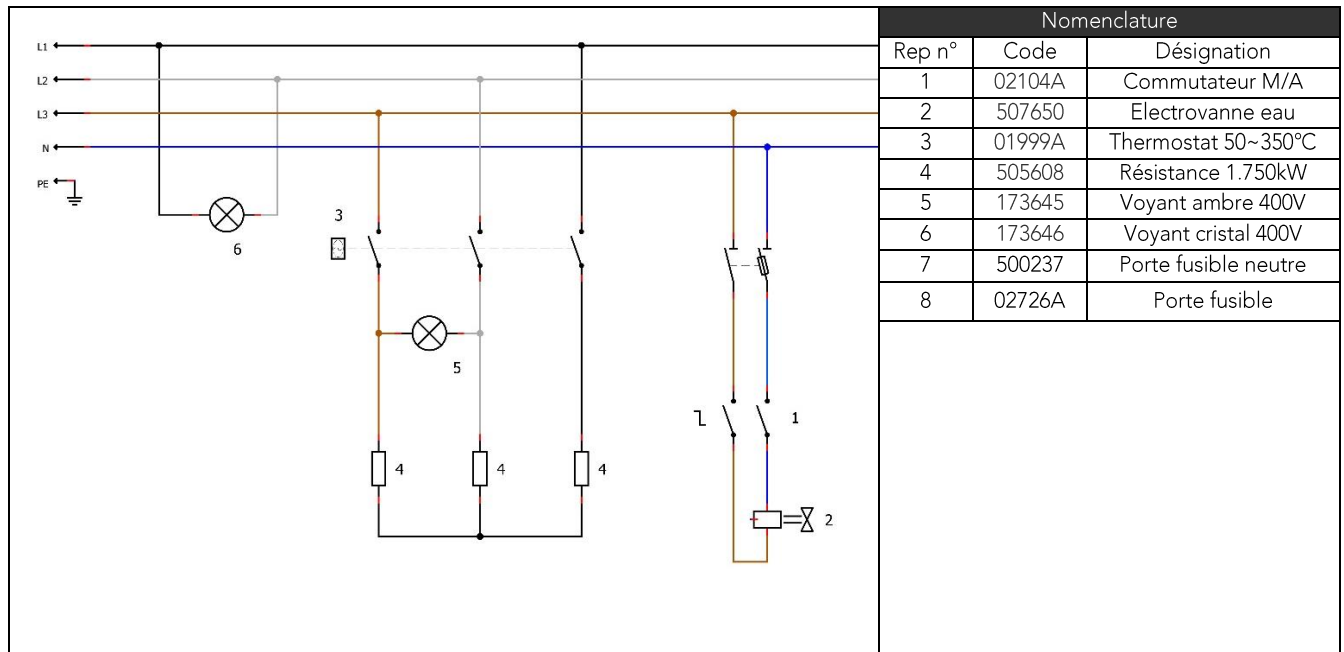 L1
L2
L3
N
PE
6
3
5
4 4 4
1
2
Nomenclature
Rep n° Code Désignation
1 02104A Commutateur M/A
2 507650 Electrovanne eau
3 01999A Thermostat 50~350°C
4 505608 Résistance 1.750kW
5 173645 Voyant ambre 400V
6 173646 Voyant cristal 400V
7 500237 Porte fusible neutre
8 02726A Porte fusible